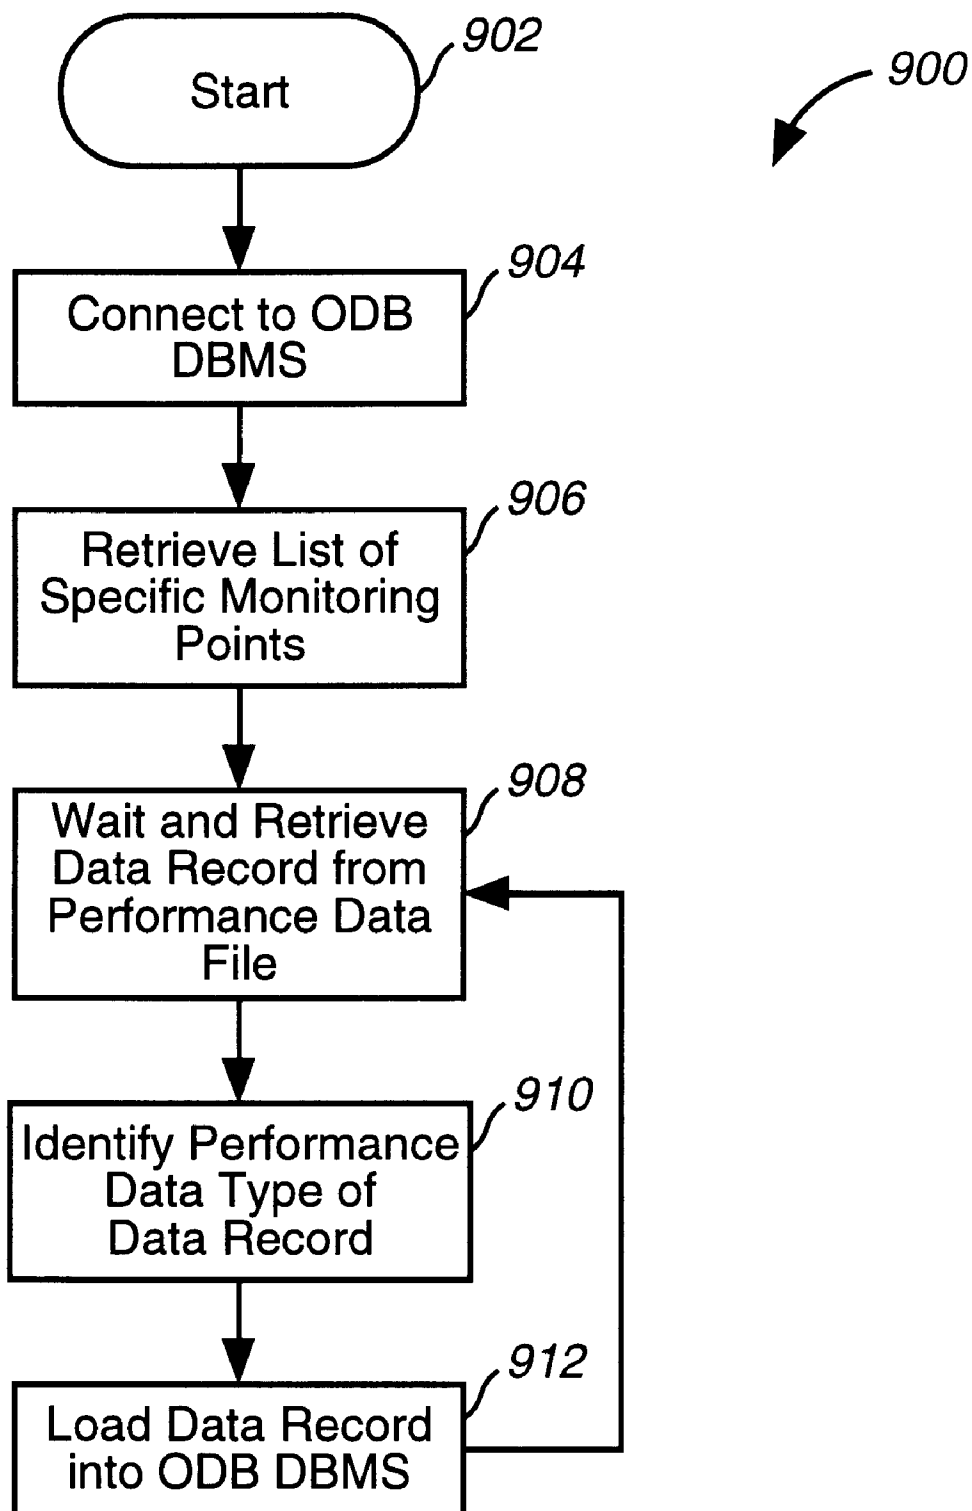 902
Start
900
904
Connect to ODB
DBMS
906
Retrieve List of
Specific Monitoring
Points
908
Wait and Retrieve
Data Record from
Performance Data
File
910
Identify Performance
Data Type of
Data Record
912
Load Data Record
into ODB DBMS